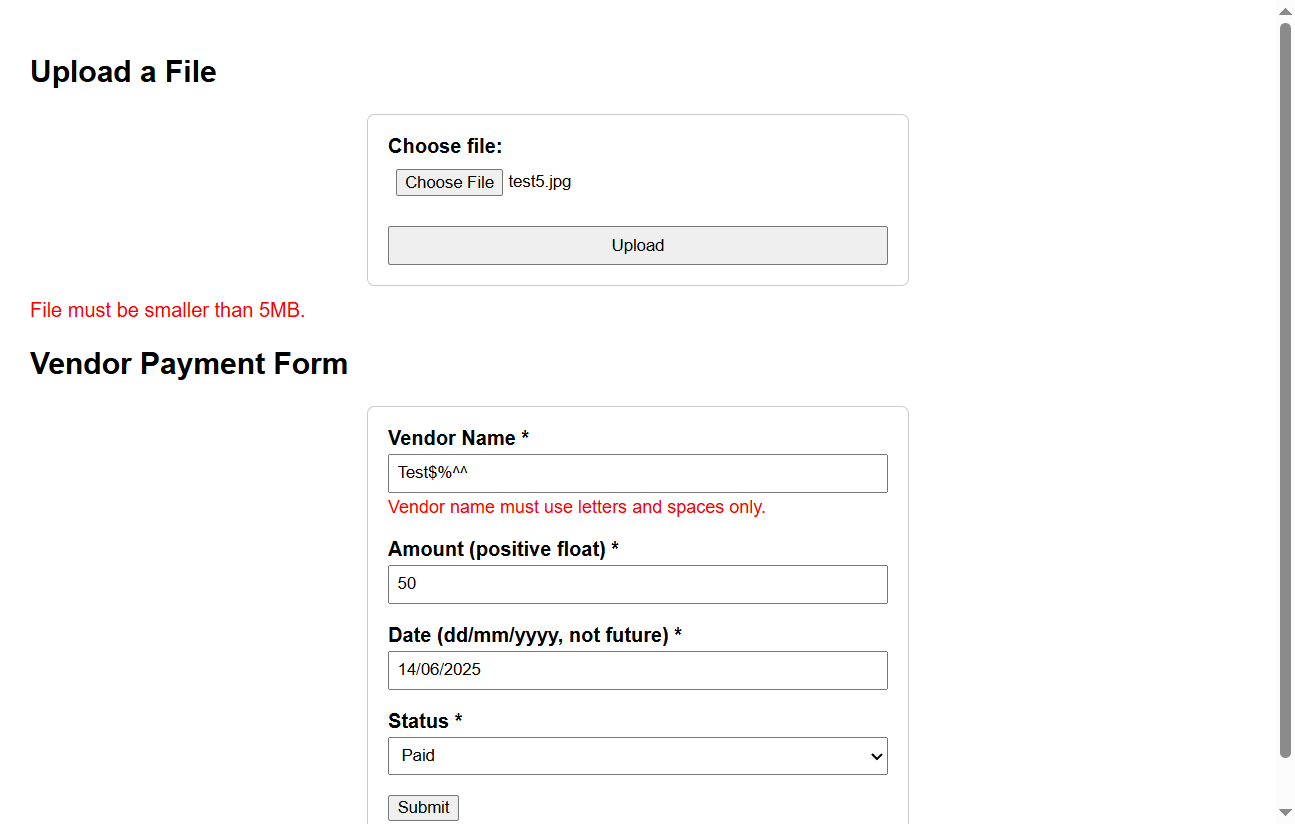 Upload a File
Choose file:
Choose File test5.jpg
Upload
File must be smaller than 5MB.
Vendor Payment Form
Vendor Name *
Test$%^^
Vendor name must use letters and spaces only.
Amount (positive float) *
50
Date (dd/mm/yyyy, not future) *
14/06/2025
Status *
Paid
Submit